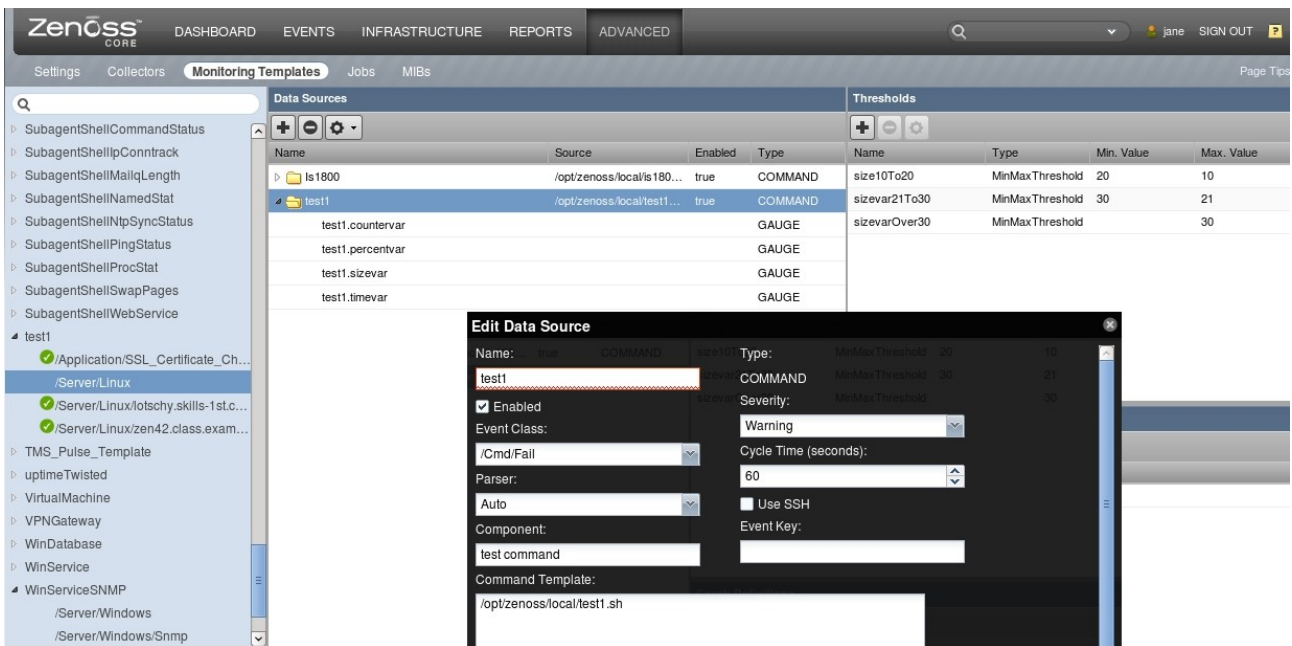 Zenoss CORE
DASHBOARD EVENTS INFRASTRUCTURE REPORTS ADVANCED
jane SIGN OUT ?
Settings Collectors Monitoring Templates Jobs MIBs Page Tips
Data Sources
Thresholds
Name Source Enabled Type
Name Type Min. Value Max. Value
SubagentShellCommandStatus
SubagentShellIpConntrack
SubagentShellMailqLength
SubagentShellNamedStat
SubagentShellNtpSyncStatus
SubagentShellPingStatus
SubagentShellProcStat
SubagentShellSwapPages
SubagentShellWebService
test1
/Application/SSL_Certificate_Ch...
/Server/Linux
/Server/Linux/lotschy.skills-1st.c...
/Server/Linux/zen42.class.exam...
TMS_Pulse_Template
uptimeTwisted
VirtualMachine
VPNGateway
WinDatabase
WinService
WinServiceSNMP
/Server/Windows
/Server/Windows/Snmp
ls1800 /opt/zenoss/local/is180... true COMMAND
test1 /opt/zenoss/local/test1... true COMMAND
test1.countervar GAUGE
test1.percentvar GAUGE
test1.sizevar GAUGE
test1.timevar GAUGE
size10To20 MinMaxThreshold 20 10
sizevar21To30 MinMaxThreshold 30 21
sizevarOver30 MinMaxThreshold 30
Edit Data Source
Name:
test1
Enabled
Event Class:
/Cmd/Fail
Parser:
Auto
Component:
test command
Command Template:
/opt/zenoss/local/test1.sh
Type:
COMMAND
Severity:
Warning
Cycle Time (seconds):
60
Use SSH
Event Key: